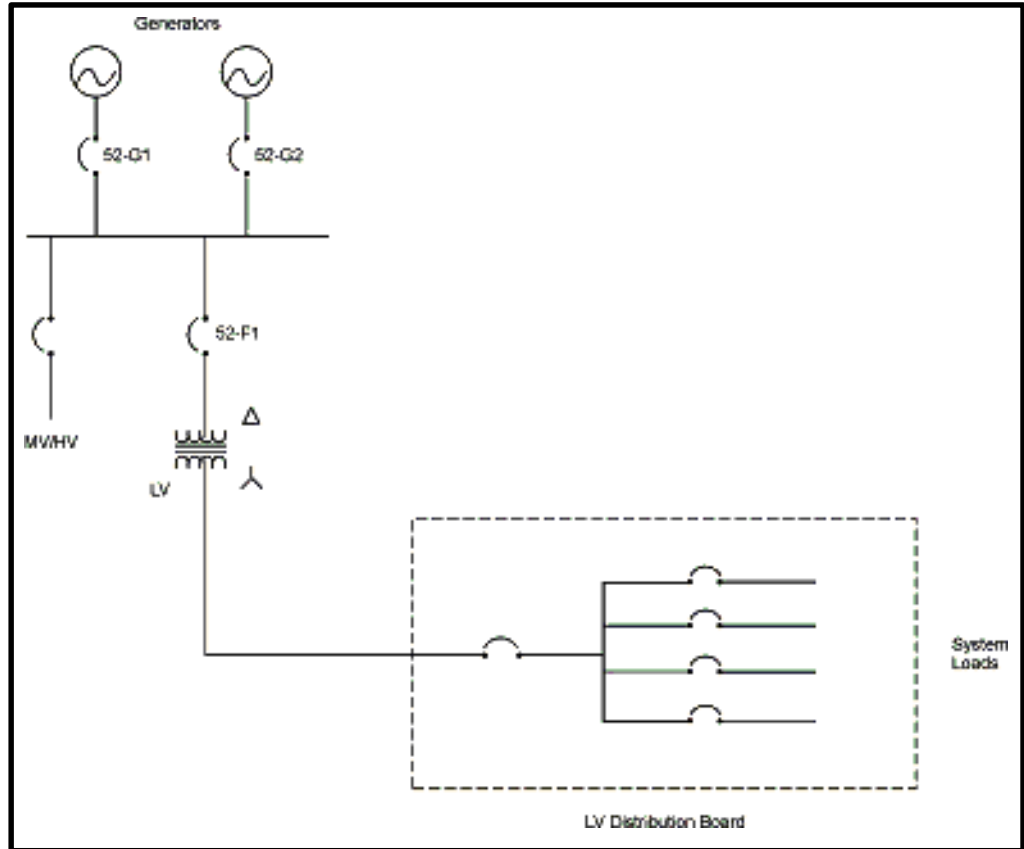 Generators
52-G1
52-G2
52-F1
MV/HV
LV
System
Loads
LV Distribution Board